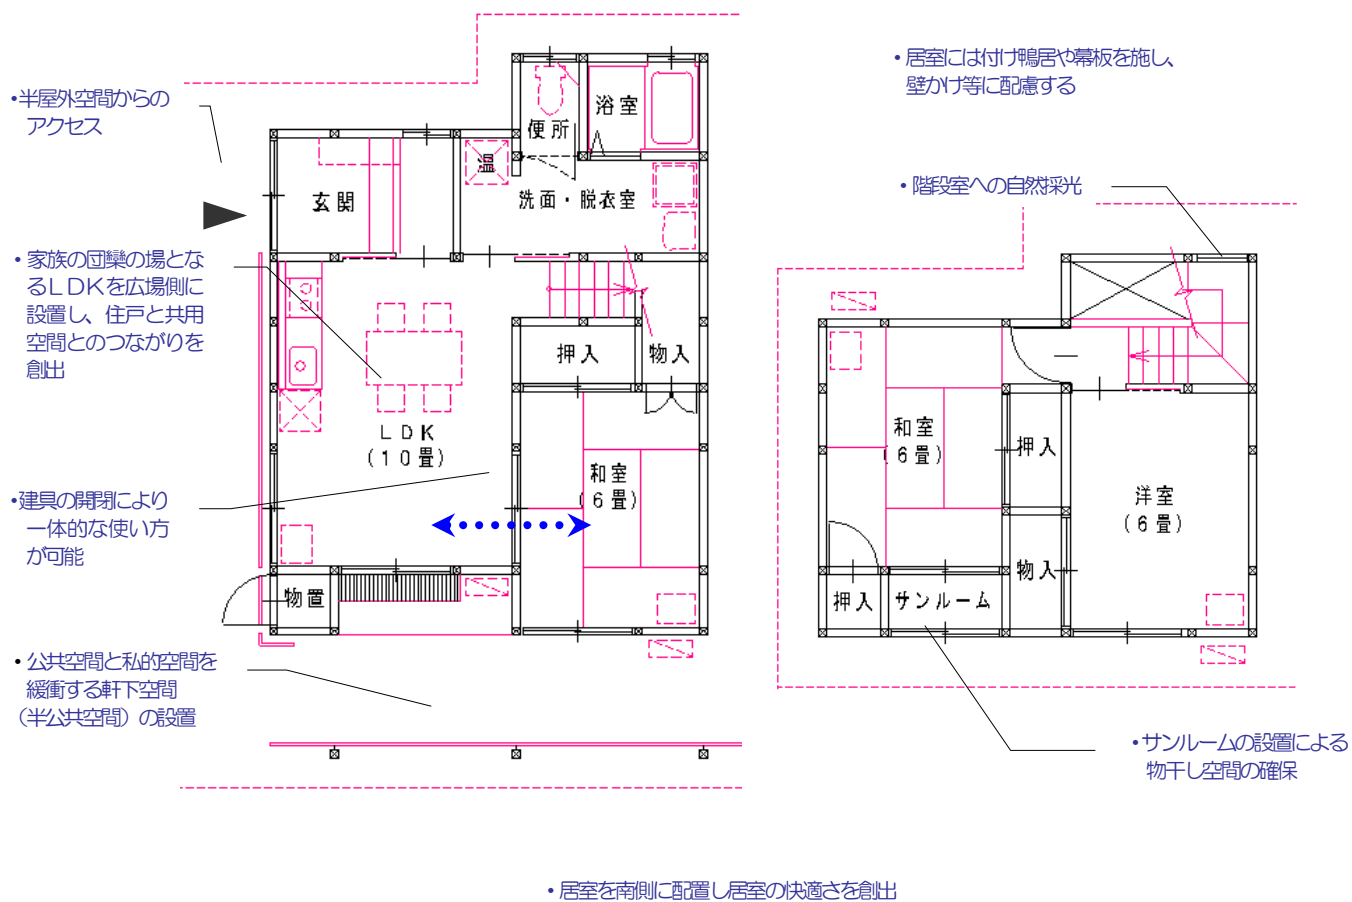 ・半屋外空間からの
アクセス
・家族の団欒の場とな
るLDKを広場側に
設置し、住戸と共用
空間とのつながりを
創出
・建具の開閉により
一体的な使い方
が可能
・公共空間と私的空間を
緩衝する軒下空間
（半公共空間）の設置
便所
浴室
温
玄関
洗面・脱衣室
押入
物入
LDK
(10畳)
和室
(6畳)
物置
・居室には付け鴨居や幕板を施し、
壁かけ等に配慮する
・階段室への自然採光
和室
(6畳)
押入
洋室
(6畳)
物入
押入
サンルーム
・サンルームの設置による
物干し空間の確保
・居室を南側に配置し居室の快適さを創出